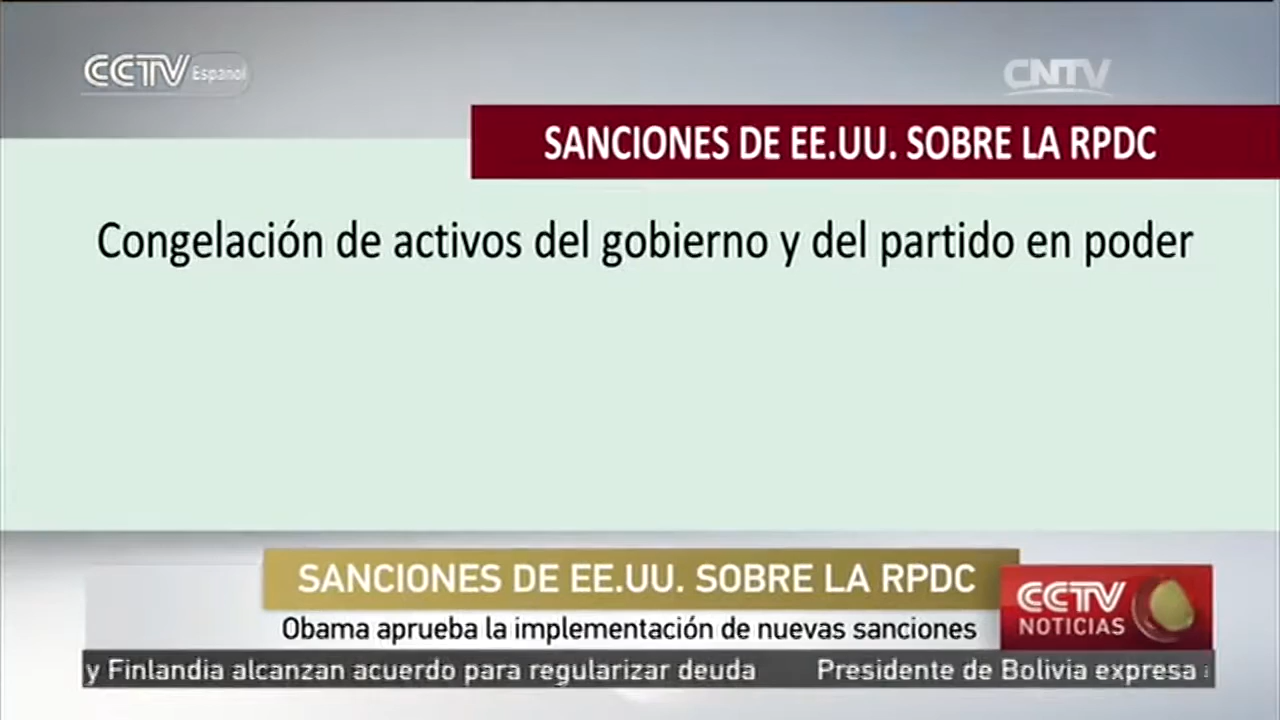 CCTV Español
CNTV
SANCIONES DE EE.UU. SOBRE LA RPDC
Congelación de activos del gobierno y del partido en poder
SANCIONES DE EE.UU. SOBRE LA RPDC
Obama aprueba la implementación de nuevas sanciones
CCTV
NOTICIAS
y Finlandia alcanzan acuerdo para regularizar deuda Presidente de Bolivia expresa